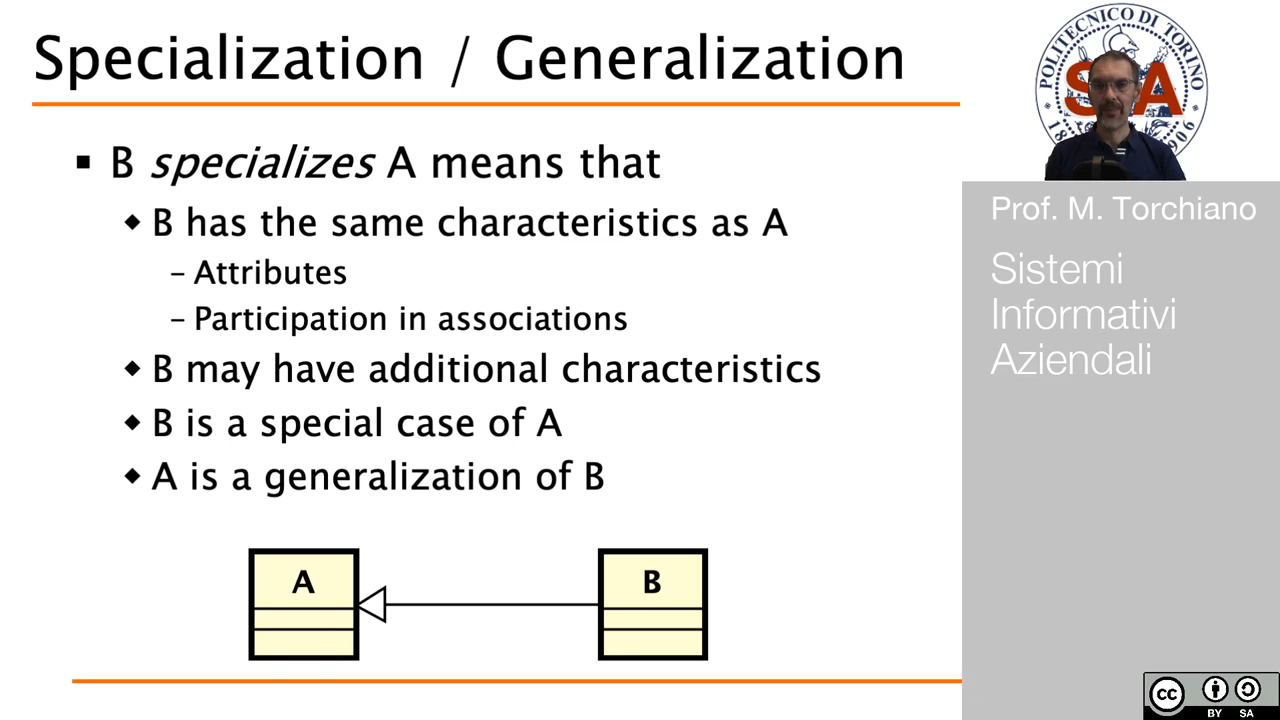 Specialization / Generalization
▪ B specializes A means that
◆ B has the same characteristics as A
– Attributes
– Participation in associations
◆ B may have additional characteristics
◆ B is a special case of A
◆ A is a generalization of B
A
B
POLITECNICO DI TORINO
S A
Prof. M. Torchiano
Sistemi
Informativi
Aziendali
cc
BY SA